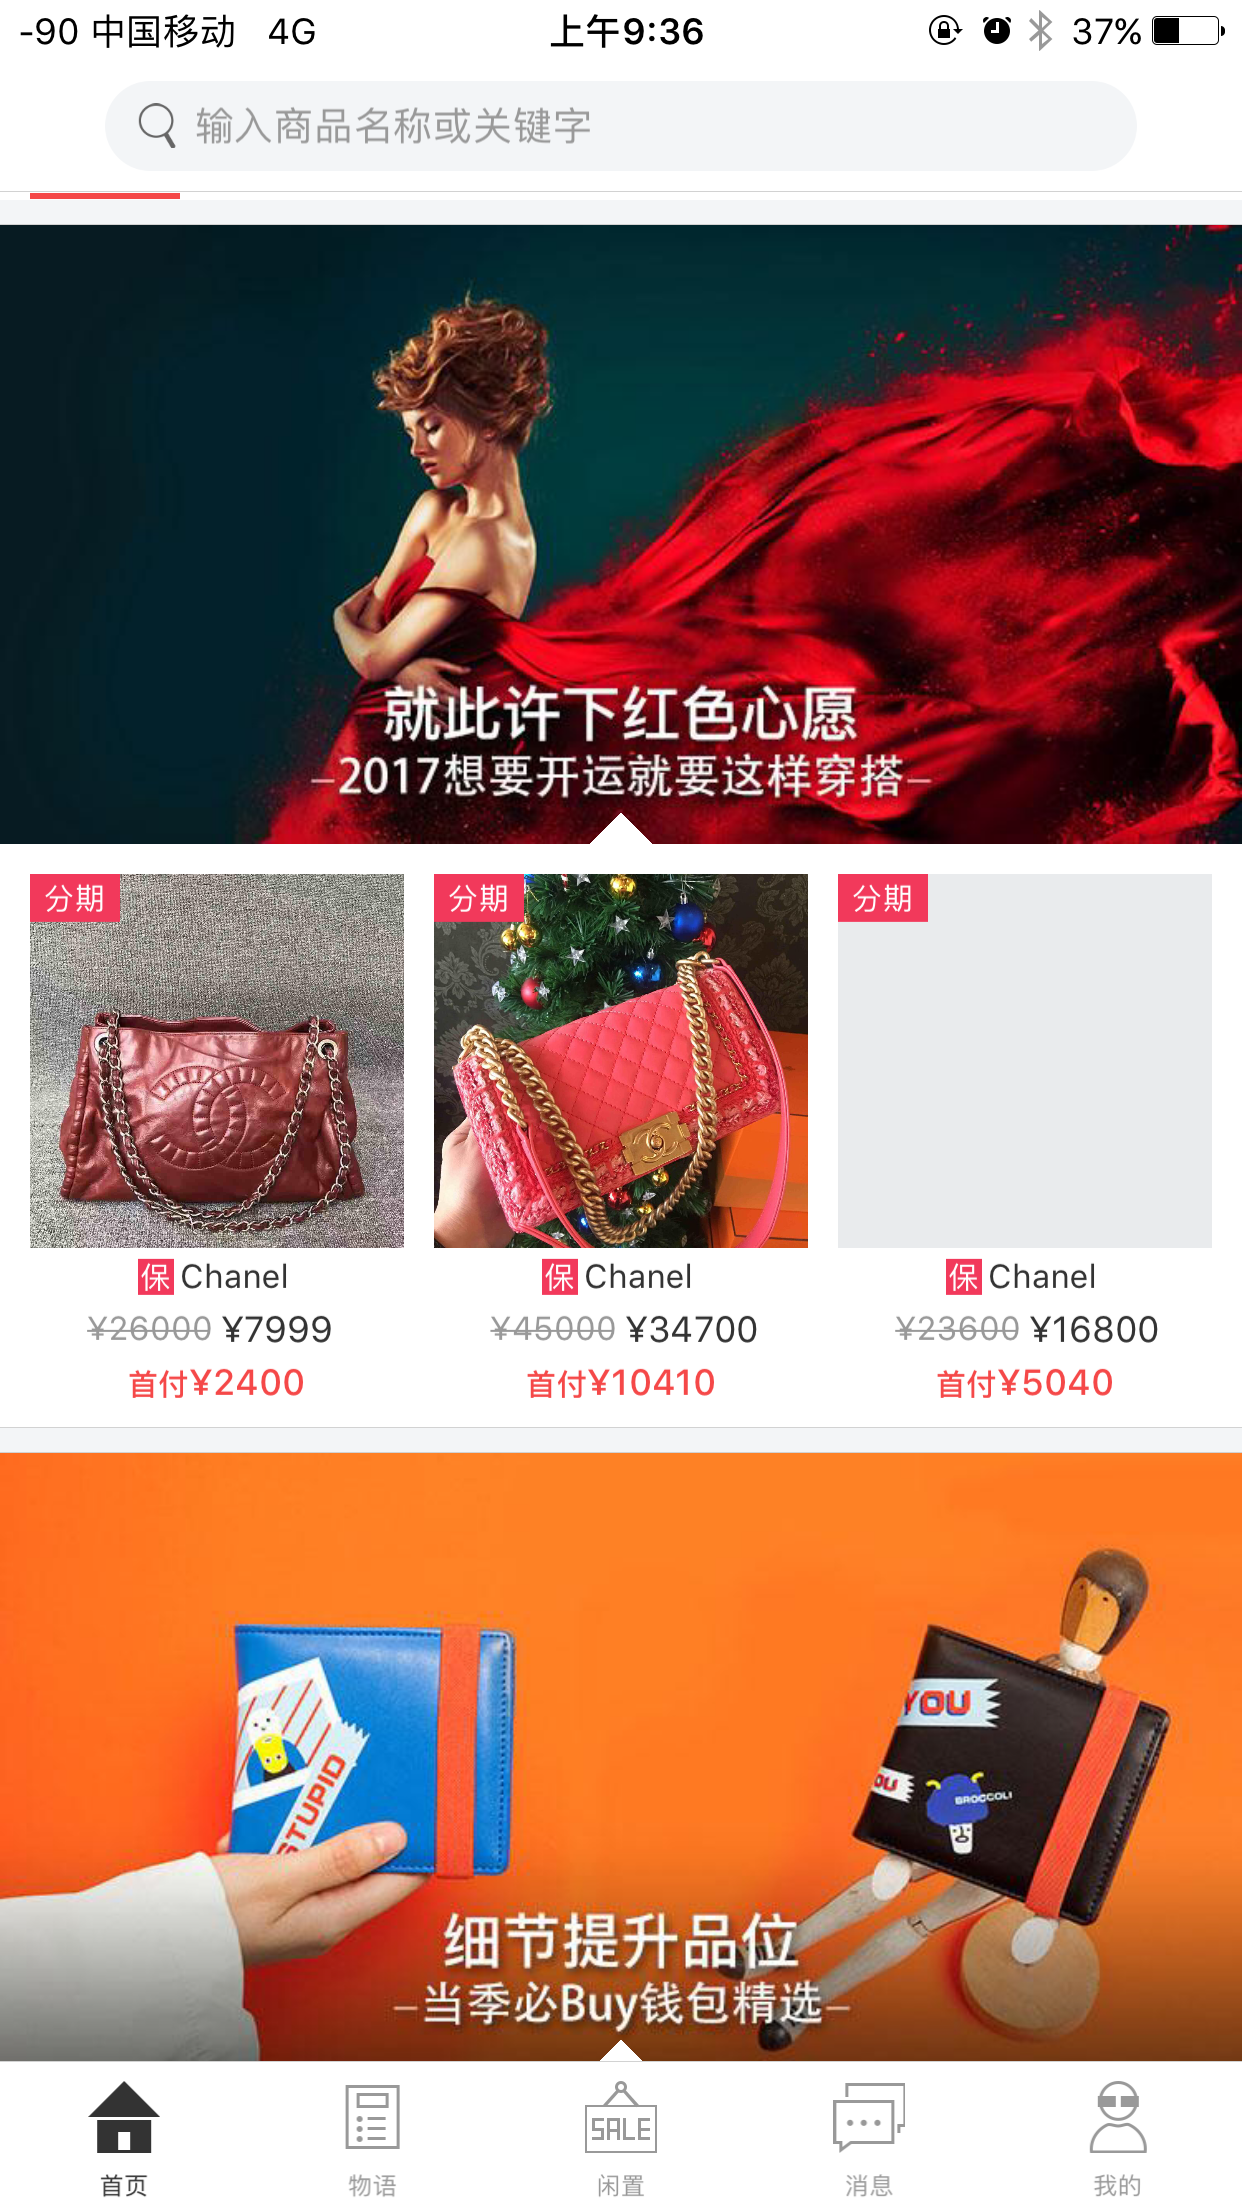 -90 中国移动 4G 上午9:36 37%
输入商品名称或关键字
就此许下红色心愿
–2017想要开运就要这样穿搭–
分期 分期 分期
保 Chanel 保 Chanel 保 Chanel
¥26000 ¥7999 ¥45000 ¥34700 ¥23600 ¥16800
首付¥2400 首付¥10410 首付¥5040
YOU
OU
BROCCOLI
STUPID
细节提升品位
–当季必Buy钱包精选–
SALE
首页 物语 闲置 消息 我的